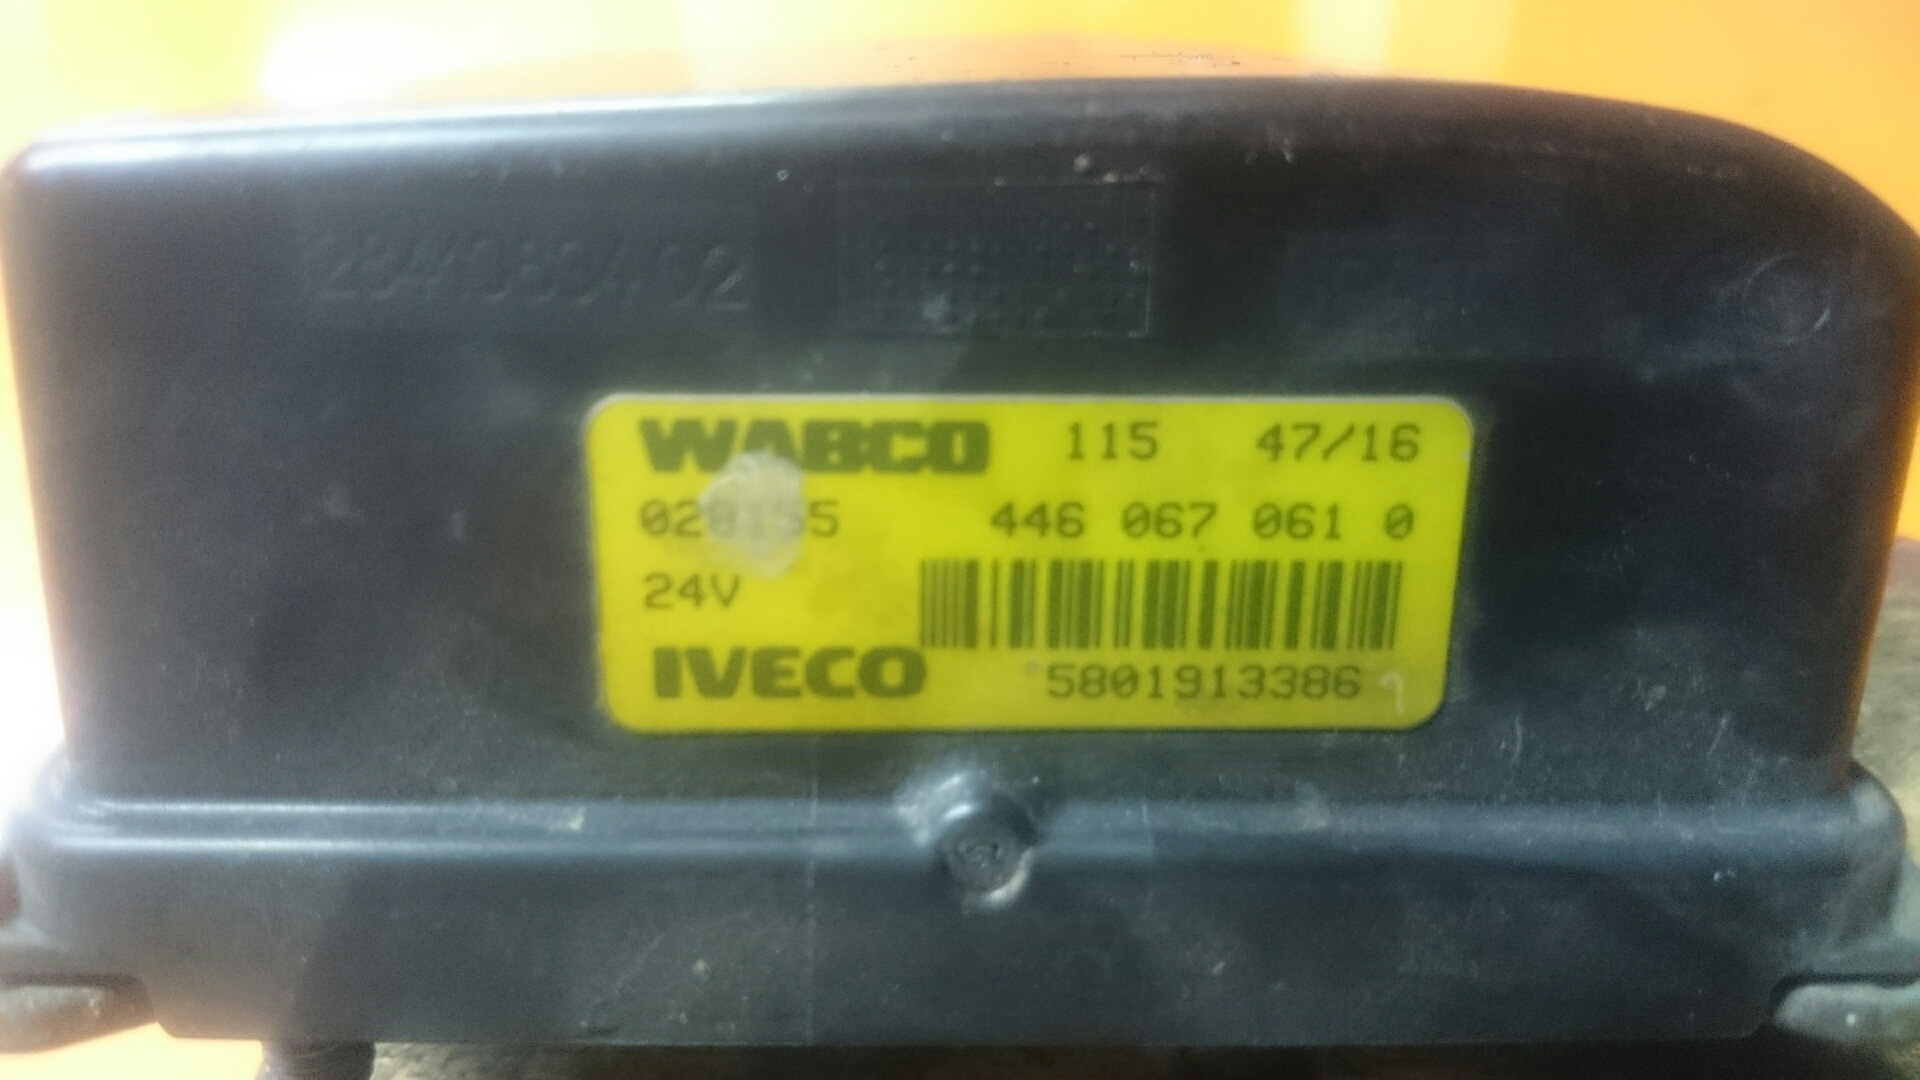 WABCO 115 47/16
446 067 061 0
24V
IVECO 5801913386